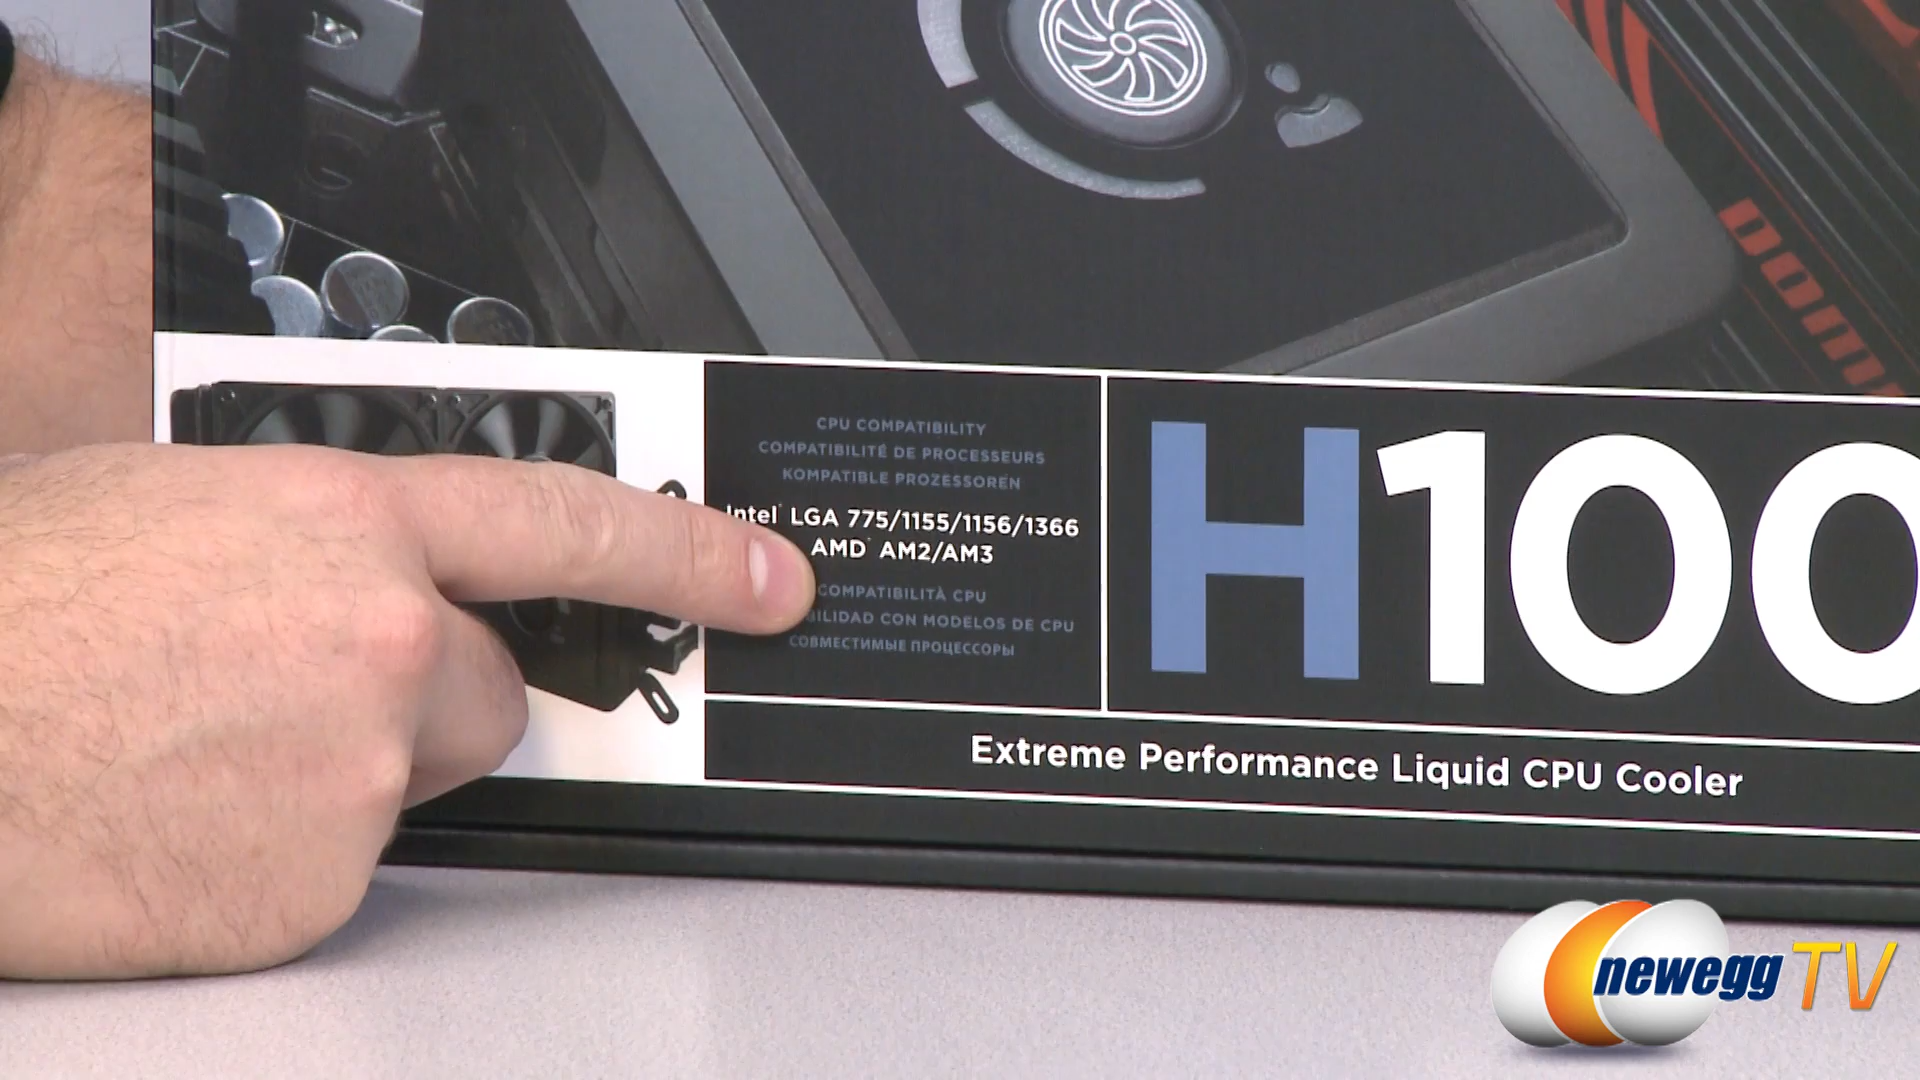 CPU COMPATIBILITY
COMPATIBILITÉ DE PROCESSEURS
KOMPATIBLE PROZESSOREN
Intel LGA 775/1155/1156/1366
AMD AM2/AM3
COMPATIBILITÀ CPU
CON MODELOS DE CPU
СОВМЕСТИМЫЕ ПРОЦЕССОРЫ
H100
Extreme Performance Liquid CPU Cooler
newegg TV